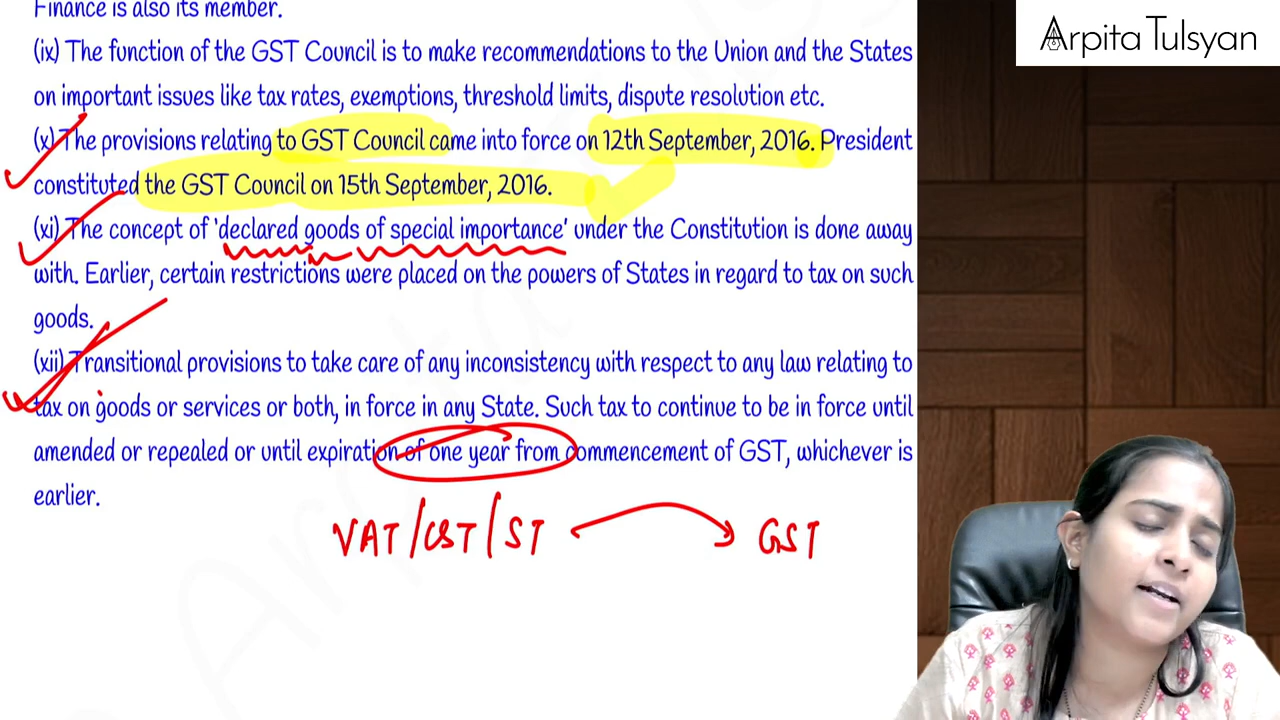 Arpita Tulsyan
Finance is also its member.
(ix) The function of the GST Council is to make recommendations to the Union and the States
on important issues like tax rates, exemptions, threshold limits, dispute resolution etc.
(x) The provisions relating to GST Council came into force on 12th September, 2016. President
constituted the GST Council on 15th September, 2016.
(xi) The concept of 'declared goods of special importance' under the Constitution is done away
with. Earlier, certain restrictions were placed on the powers of States in regard to tax on such
goods.
(xii) Transitional provisions to take care of any inconsistency with respect to any law relating to
tax on goods or services or both, in force in any State. Such tax to continue to be in force until
amended or repealed or until expiration of one year from commencement of GST, whichever is
earlier.
VAT/CST/ST GST